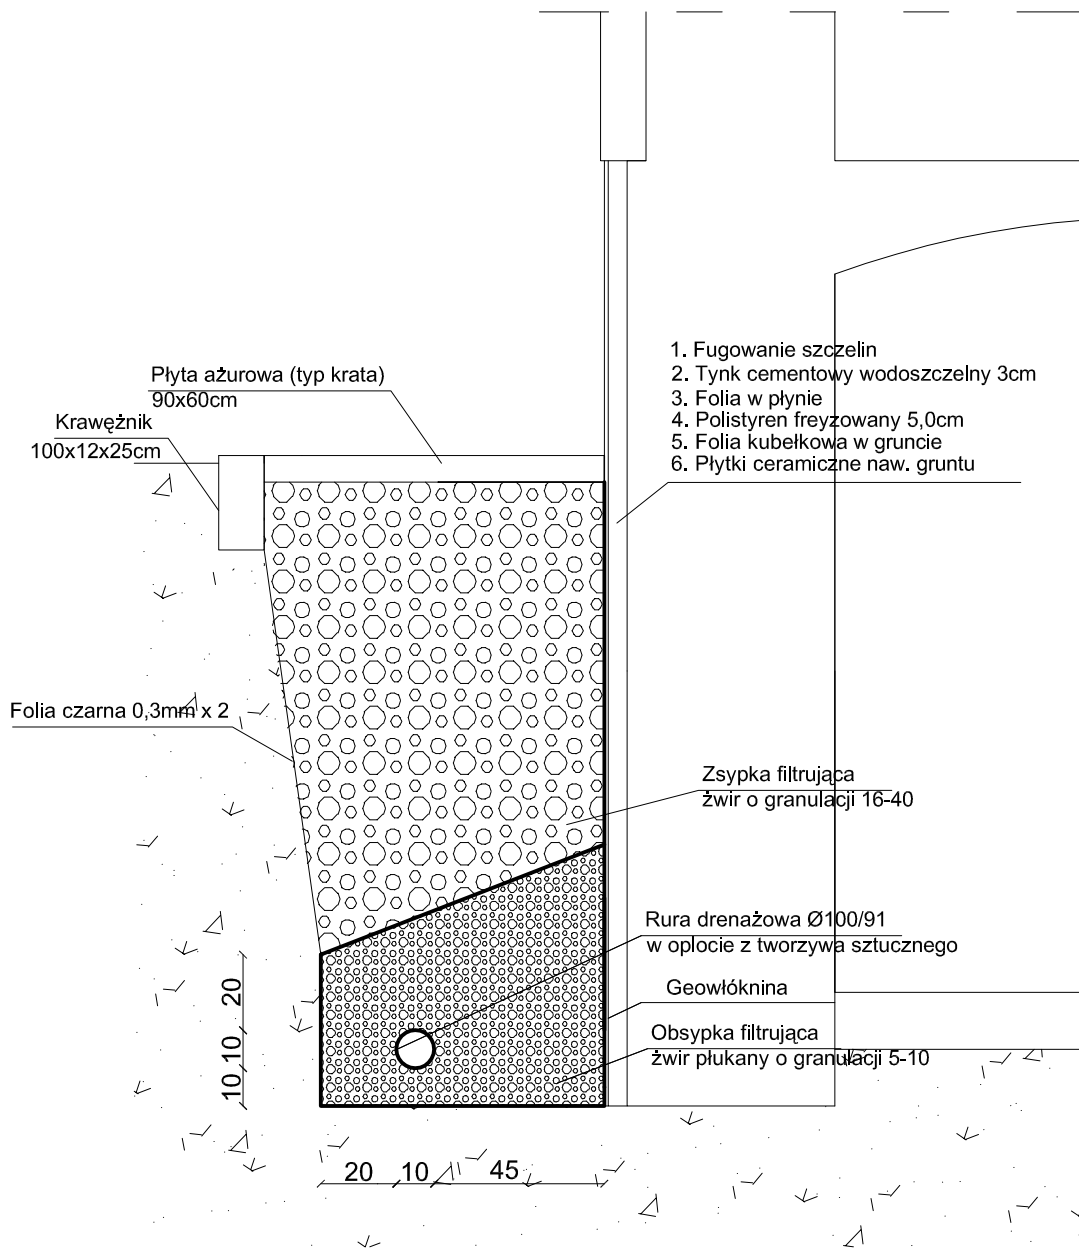 1. Fugowanie szczelin
2. Tynk cementowy wodoszczelny 3cm
3. Folia w płynie
4. Polistyren freyzowany 5,0cm
5. Folia kubełkowa w gruncie
6. Płytki ceramiczne naw. gruntu
Płyta ażurowa (typ krata)
90x60cm
Krawężnik
100x12x25cm
Folia czarna 0,3mm x 2
Zsypka filtrująca
żwir o granulacji 16-40
Rura drenażowa Ø100/91
w oplocie z tworzywa sztucznego
Geowłóknina
Obsypka filtrująca
żwir płukany o granulacji 5-10
20
10
10
20 10 45